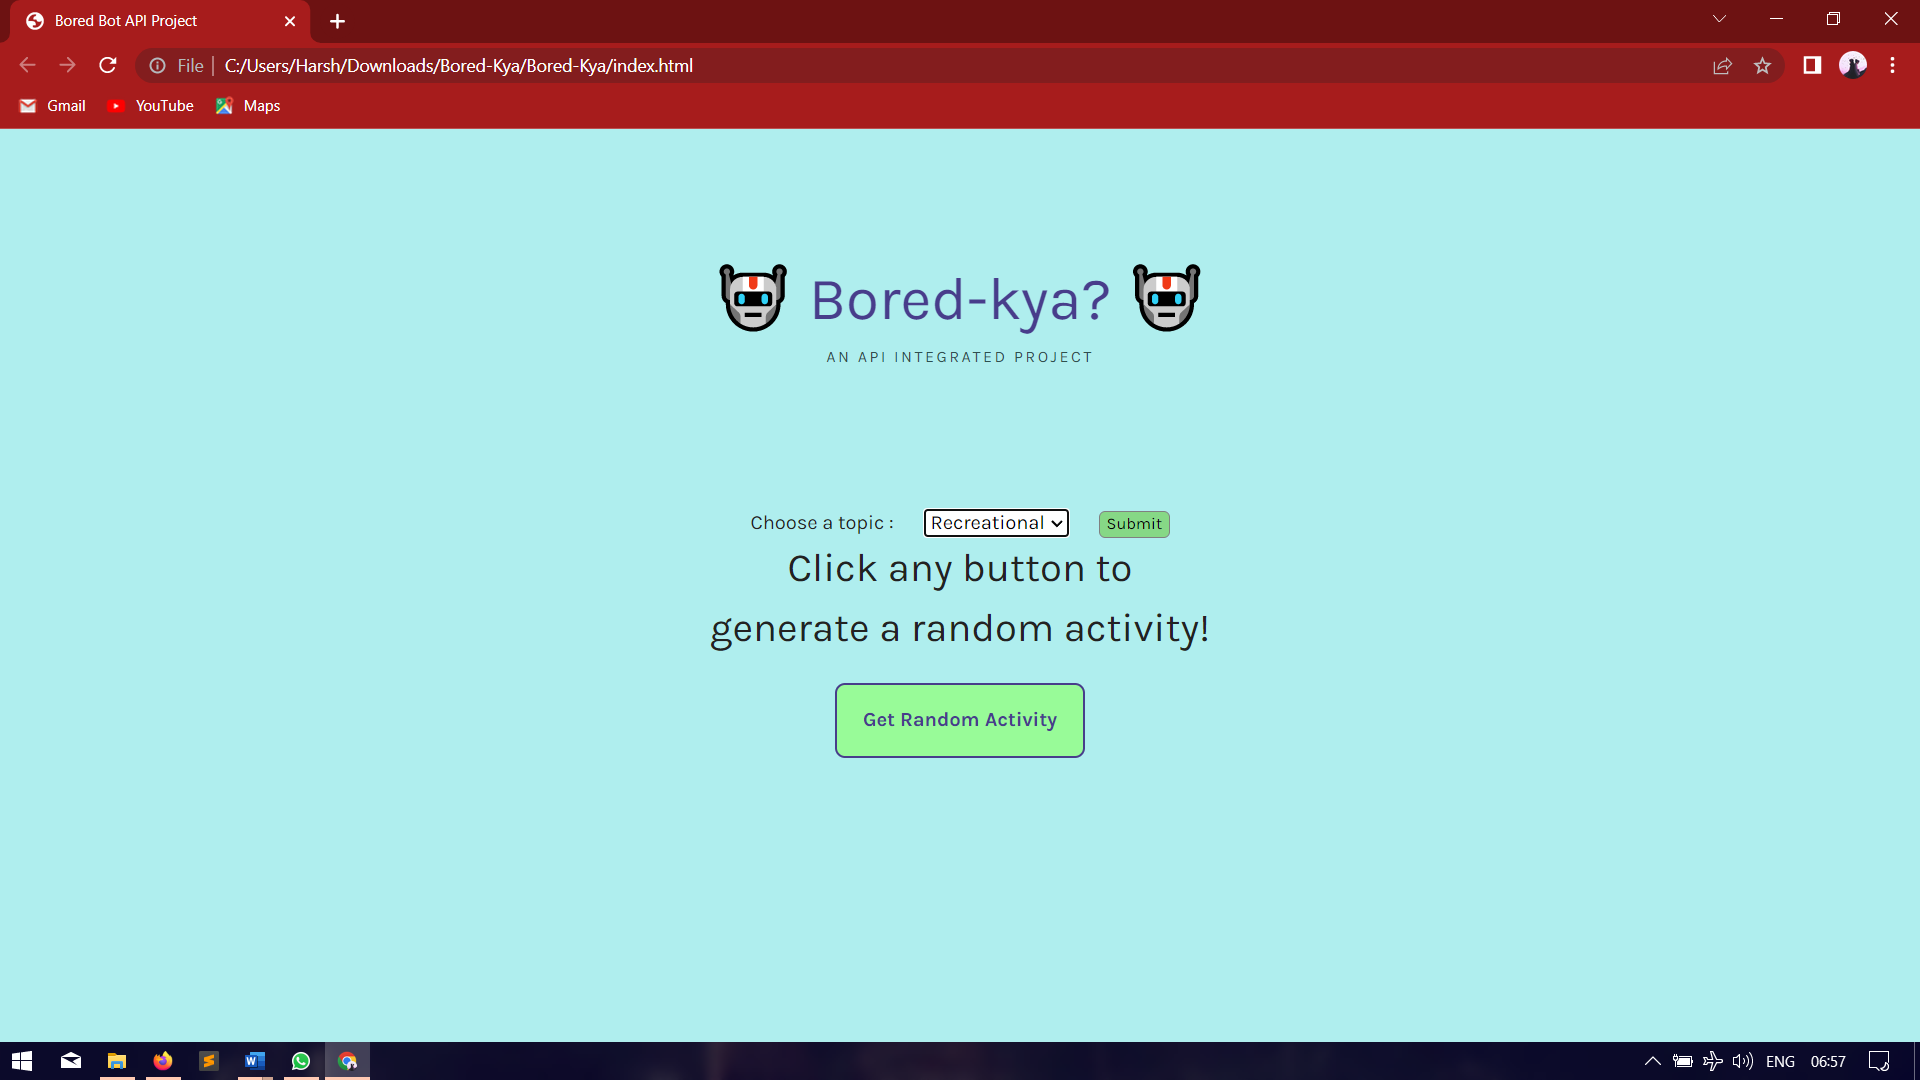 Bored Bot API Project
File | C:/Users/Harsh/Downloads/Bored-Kya/Bored-Kya/index.html
Gmail YouTube Maps
Bored-kya?
AN API INTEGRATED PROJECT
Choose a topic : Recreational Submit
Click any button to
generate a random activity!
Get Random Activity
W ENG 06:57